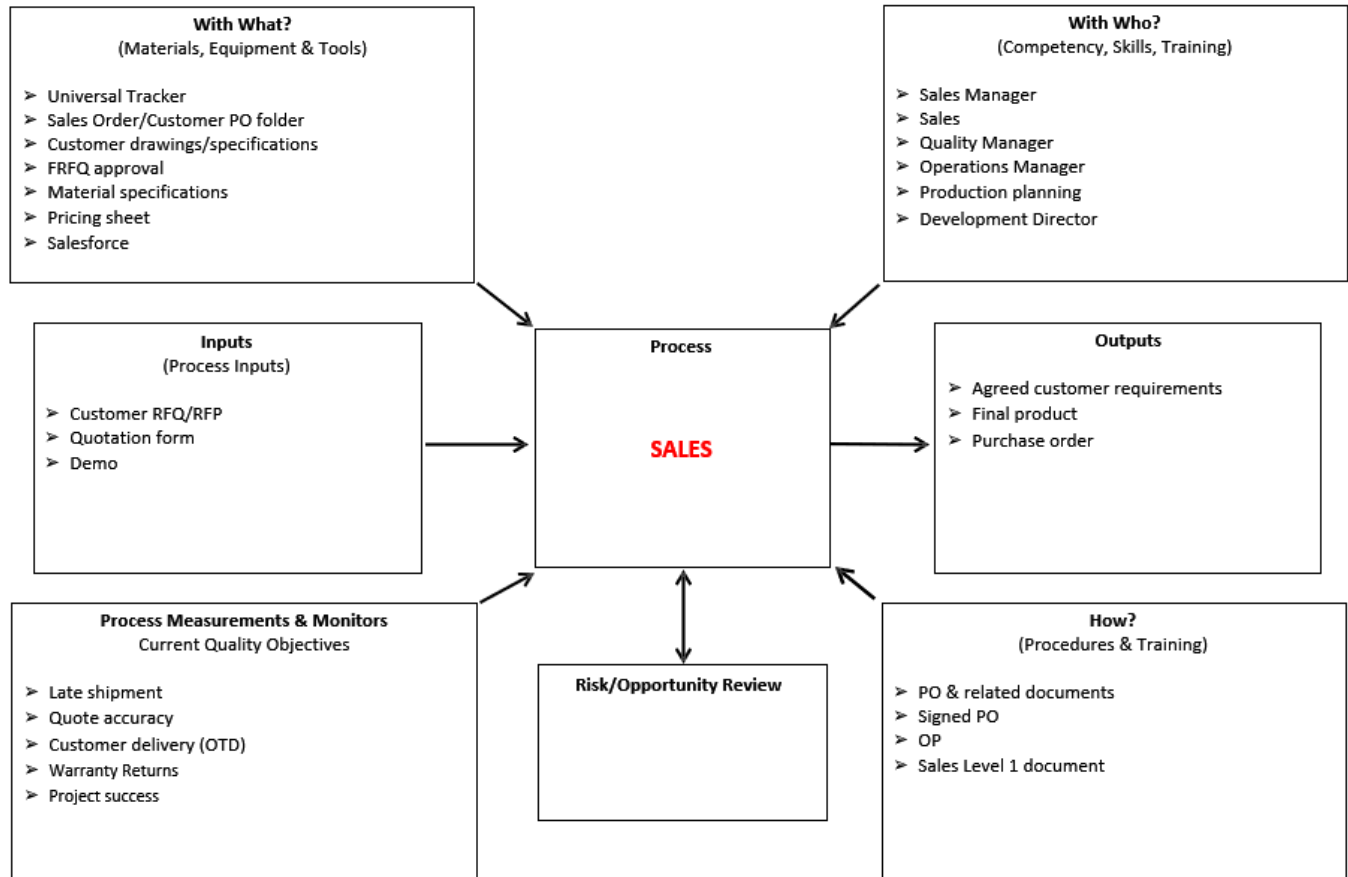 With What?
(Materials, Equipment & Tools)
➢ Universal Tracker
➢ Sales Order/Customer PO folder
➢ Customer drawings/specifications
➢ FRFQ approval
➢ Material specifications
➢ Pricing sheet
➢ Salesforce
With Who?
(Competency, Skills, Training)
➢ Sales Manager
➢ Sales
➢ Quality Manager
➢ Operations Manager
➢ Production planning
➢ Development Director
Inputs
(Process Inputs)
➢ Customer RFQ/RFP
➢ Quotation form
➢ Demo
Process
SALES
Outputs
➢ Agreed customer requirements
➢ Final product
➢ Purchase order
Process Measurements & Monitors
Current Quality Objectives
➢ Late shipment
➢ Quote accuracy
➢ Customer delivery (OTD)
➢ Warranty Returns
➢ Project success
Risk/Opportunity Review
How?
(Procedures & Training)
➢ PO & related documents
➢ Signed PO
➢ OP
➢ Sales Level 1 document